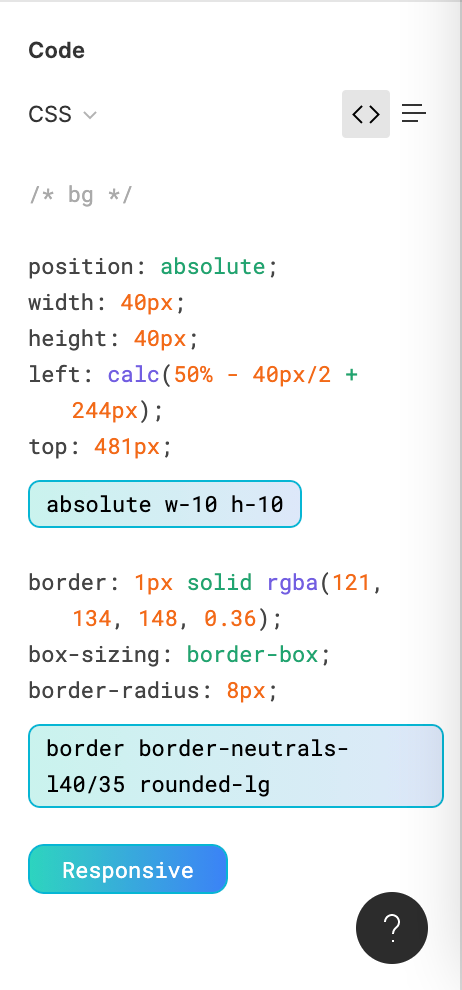 Code
CSS
<>
/* bg */
position: absolute;
width: 40px;
height: 40px;
left: calc(50% - 40px/2 +
244px);
top: 481px;
absolute w-10 h-10
border: 1px solid rgba(121,
134, 148, 0.36);
box-sizing: border-box;
border-radius: 8px;
border border-neutrals-
l40/35 rounded-lg
Responsive
?